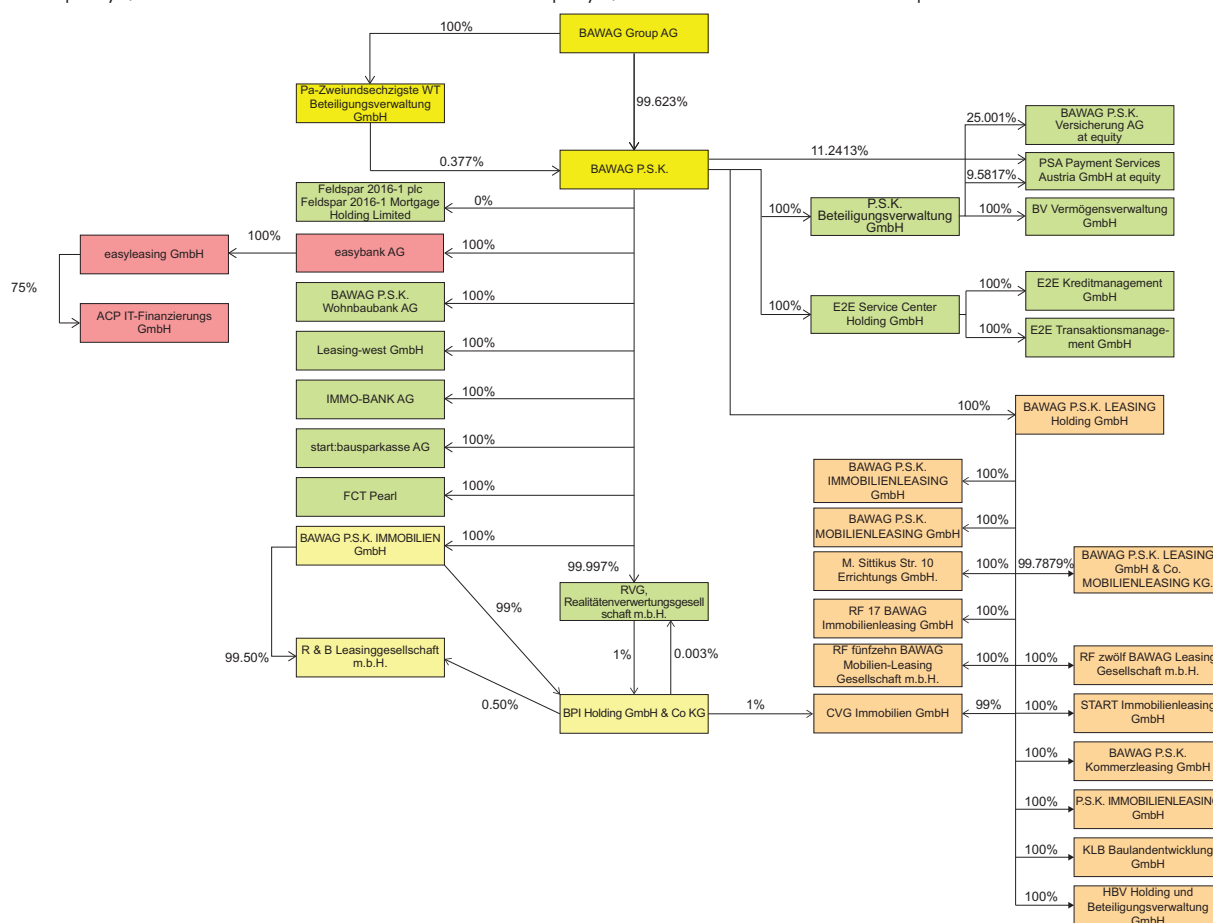 BAWAG Group AG
100%
Pa-Zweiundsechzigste WT
Beteiligungsverwaltung
GmbH
99.623%
0.377%
BAWAG P.S.K.
11.2413%
25.001%
BAWAG P.S.K.
Versicherung AG
at equity
PSA Payment Services
Austria GmbH at equity
9.5817%
100%
P.S.K.
Beteiligungsverwaltung
GmbH
100%
BV Vermögensverwaltung
GmbH
Feldspar 2016-1 plc
Feldspar 2016-1 Mortgage
Holding Limited
0%
easyleasing GmbH
100%
easybank AG
100%
75%
ACP IT-Finanzierungs
GmbH
BAWAG P.S.K.
Wohnbaubank AG
100%
100%
E2E Service Center
Holding GmbH
100%
E2E Kreditmanagement
GmbH
100%
E2E Transaktionsmanage-
ment GmbH
Leasing-west GmbH
100%
IMMO-BANK AG
100%
100%
BAWAG P.S.K. LEASING
Holding GmbH
start:bausparkasse AG
100%
FCT Pearl
100%
BAWAG P.S.K. IMMOBILIEN
GmbH
100%
99.997%
RVG,
Realitätenverwertungsgesell
schaft m.b.H.
99%
1%
0.003%
99.50%
R & B Leasinggesellschaft
m.b.H.
0.50%
BPI Holding GmbH & Co KG
1%
BAWAG P.S.K.
IMMOBILIENLEASING
GmbH
100%
BAWAG P.S.K.
MOBILIENLEASING GmbH
100%
M. Sittikus Str. 10
Errichtungs GmbH.
100%
99.7879%
BAWAG P.S.K. LEASING
GmbH & Co.
MOBILIENLEASING KG.
RF 17 BAWAG
Immobilienleasing GmbH
100%
RF fünfzehn BAWAG
Mobilien-Leasing
Gesellschaft m.b.H.
100%
100%
RF zwölf BAWAG Leasing
Gesellschaft m.b.H.
CVG Immobilien GmbH
99%
100%
START Immobilienleasing
GmbH
100%
BAWAG P.S.K.
Kommerzleasing GmbH
100%
P.S.K. IMMOBILIENLEASING
GmbH
100%
KLB Baulandentwicklung
GmbH
100%
HBV Holding und
Beteiligungsverwaltung
GmbH